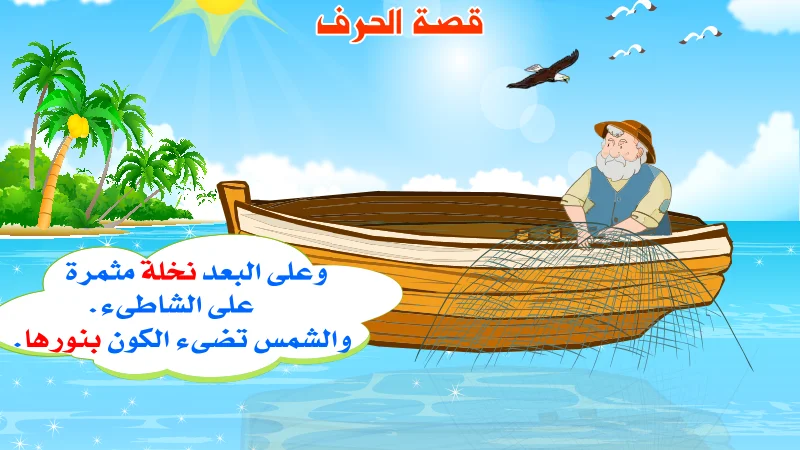 قصة الحرف
وعلى البعد نخلة مثمرة
على الشاطىء.
والشمس تضىء الكون بنورها.